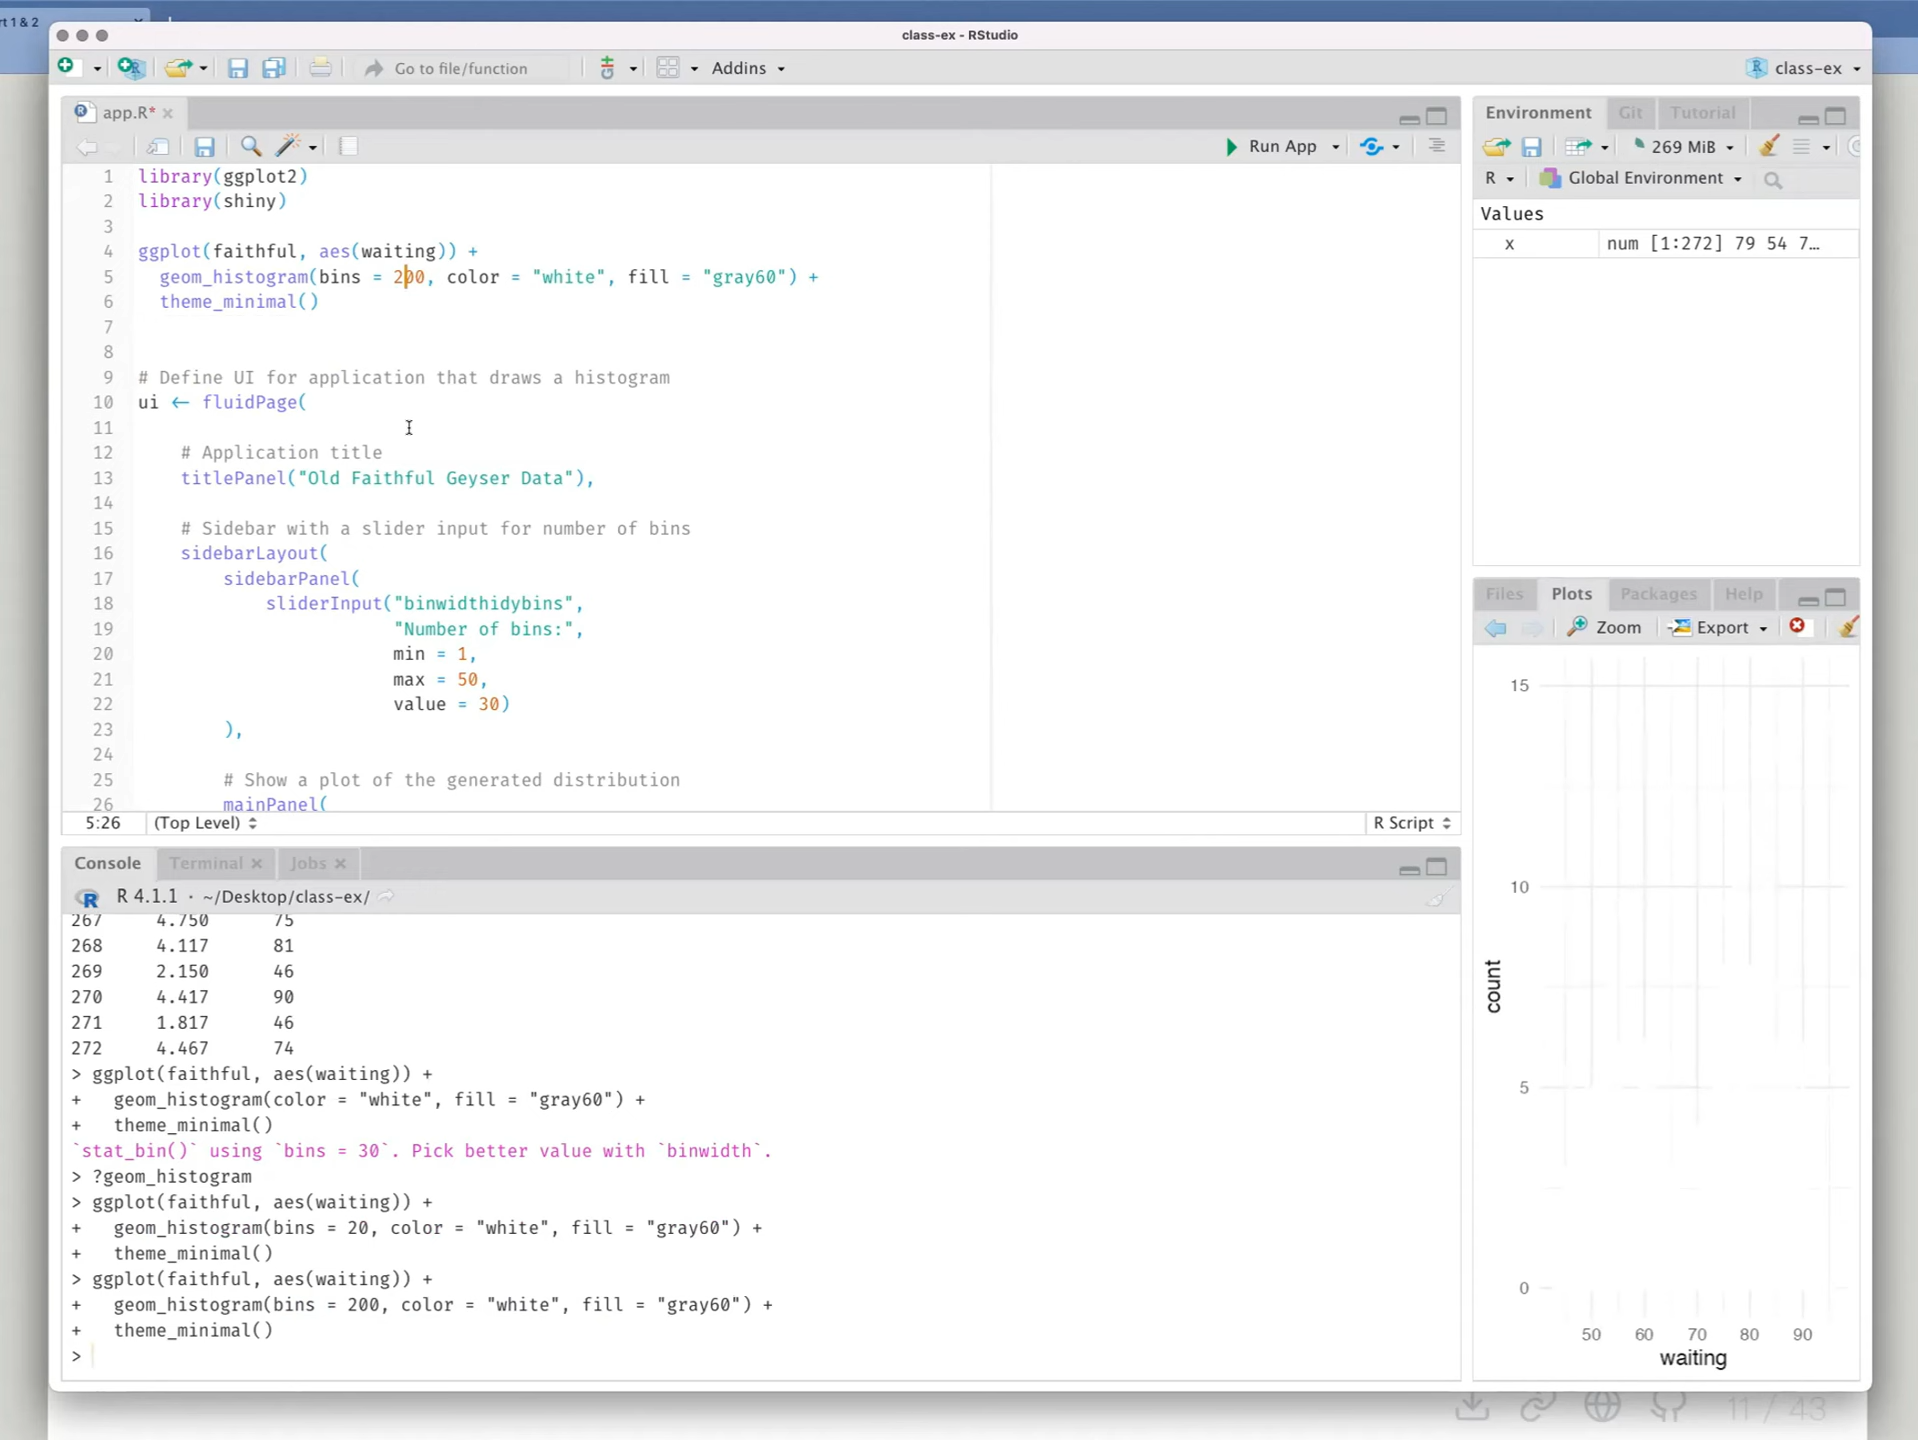 rt 1 & 2
class-ex - RStudio
Go to file/function
Addins
class-ex
app.R*
Run App
1 library(ggplot2)
2 library(shiny)
3
4 ggplot(faithful, aes(waiting)) +
5 geom_histogram(bins = 200, color = "white", fill = "gray60") +
6 theme_minimal()
7
8
9 # Define UI for application that draws a histogram
10 ui <- fluidPage(
11
12 # Application title
13 titlePanel("Old Faithful Geyser Data"),
14
15 # Sidebar with a slider input for number of bins
16 sidebarLayout(
17 sidebarPanel(
18 sliderInput("binwidthidybins",
19 "Number of bins:",
20 min = 1,
21 max = 50,
22 value = 30)
23 ),
24
25 # Show a plot of the generated distribution
26 mainPanel(
5:26 (Top Level) R Script
Console Terminal Jobs
R 4.1.1 · ~/Desktop/class-ex/
267 4.750 75
268 4.117 81
269 2.150 46
270 4.417 90
271 1.817 46
272 4.467 74
> ggplot(faithful, aes(waiting)) +
+ geom_histogram(color = "white", fill = "gray60") +
+ theme_minimal()
`stat_bin()` using `bins = 30`. Pick better value with `binwidth`.
> ?geom_histogram
> ggplot(faithful, aes(waiting)) +
+ geom_histogram(bins = 20, color = "white", fill = "gray60") +
+ theme_minimal()
> ggplot(faithful, aes(waiting)) +
+ geom_histogram(bins = 200, color = "white", fill = "gray60") +
+ theme_minimal()
>
Environment Git Tutorial
269 MiB
R Global Environment
Values
x num [1:272] 79 54 7…
Files Plots Packages Help
Zoom Export
15
10
5
0
count
50 60 70 80 90
waiting
11 / 43